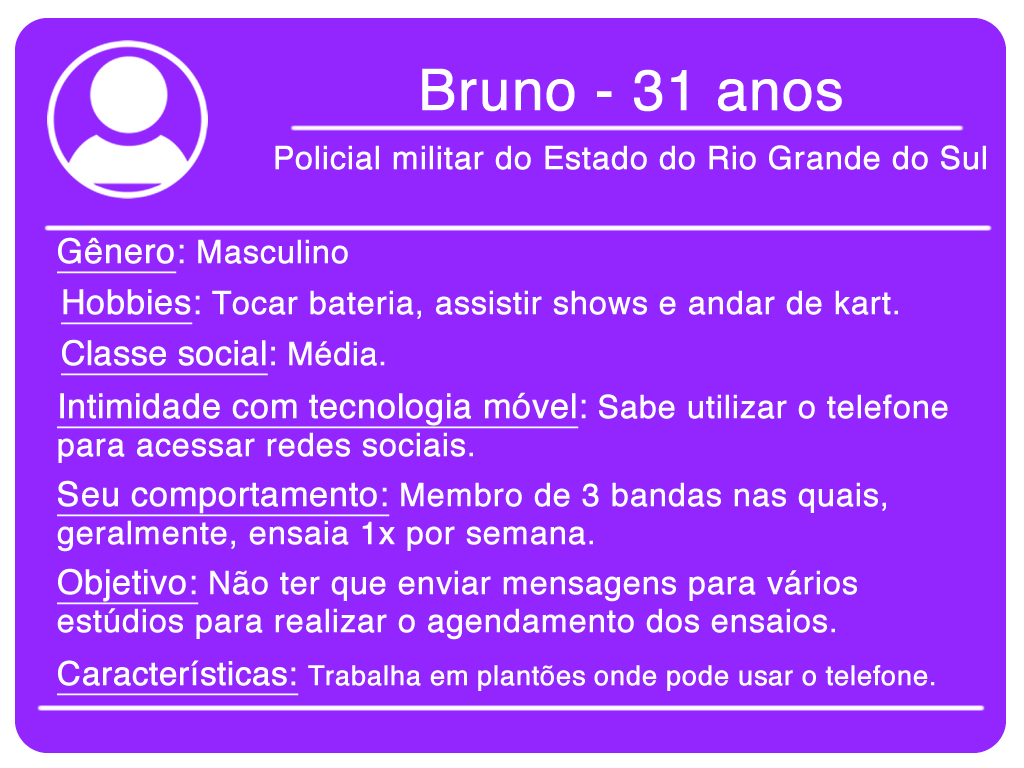 Bruno - 31 anos
Policial militar do Estado do Rio Grande do Sul
Gênero: Masculino
Hobbies: Tocar bateria, assistir shows e andar de kart.
Classe social: Média.
Intimidade com tecnologia móvel: Sabe utilizar o telefone
para acessar redes sociais.
Seu comportamento: Membro de 3 bandas nas quais,
geralmente, ensaia 1x por semana.
Objetivo: Não ter que enviar mensagens para vários
estúdios para realizar o agendamento dos ensaios.
Características: Trabalha em plantões onde pode usar o telefone.